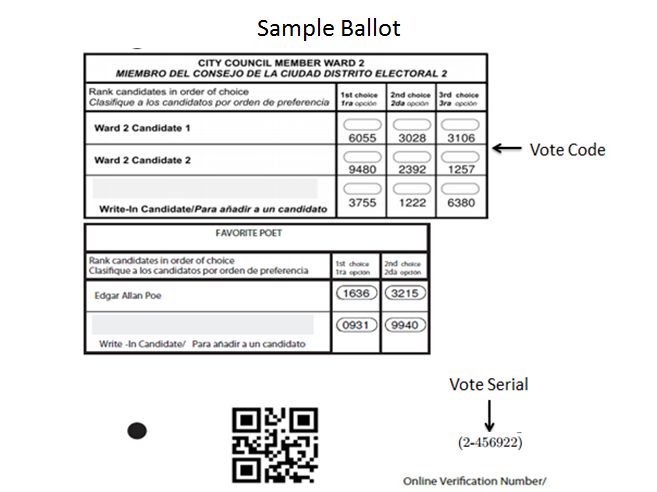 Sample Ballot
CITY COUNCIL MEMBER WARD 2
MIEMBRO DEL CONSEJO DE LA CIUDAD DISTRITO ELECTORAL 2
Rank candidates in order of choice
Clasifique a los candidatos por orden de preferencia
1st choice
1ra opción
2nd choice
2da opción
3rd choice
3ra opción
Ward 2 Candidate 1
6055 3028 3106
Vote Code
Ward 2 Candidate 2
9480 2392 1257
Write-In Candidate/Para añadir a un candidato
3755 1222 6380
FAVORITE POET
Rank candidates in order of choice
Clasifique a los candidatos por orden de preferencia
1st choice
1ra opción
2nd choice
2da opción
Edgar Allan Poe
1636 3215
0931 9940
Write -In Candidate/ Para añadir a un candidato
Vote Serial
(2-456922)
Online Verification Number/